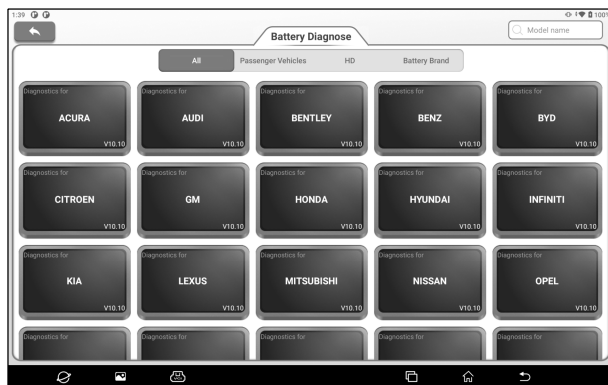 1:39 100%
Battery Diagnose
Model name
All Passenger Vehicles HD Battery Brand
Diagnostics for Diagnostics for Diagnostics for Diagnostics for Diagnostics for
ACURA AUDI BENTLEY BENZ BYD
V10.10 V10.10 V10.10 V10.10 V10.10
Diagnostics for Diagnostics for Diagnostics for Diagnostics for Diagnostics for
CITROEN GM HONDA HYUNDAI INFINITI
V10.10 V10.10 V10.10 V10.10 V10.10
Diagnostics for Diagnostics for Diagnostics for Diagnostics for Diagnostics for
KIA LEXUS MITSUBISHI NISSAN OPEL
V10.10 V10.10 V10.10 V10.10 V10.10
Diagnostics for Diagnostics for Diagnostics for Diagnostics for Diagnostics for